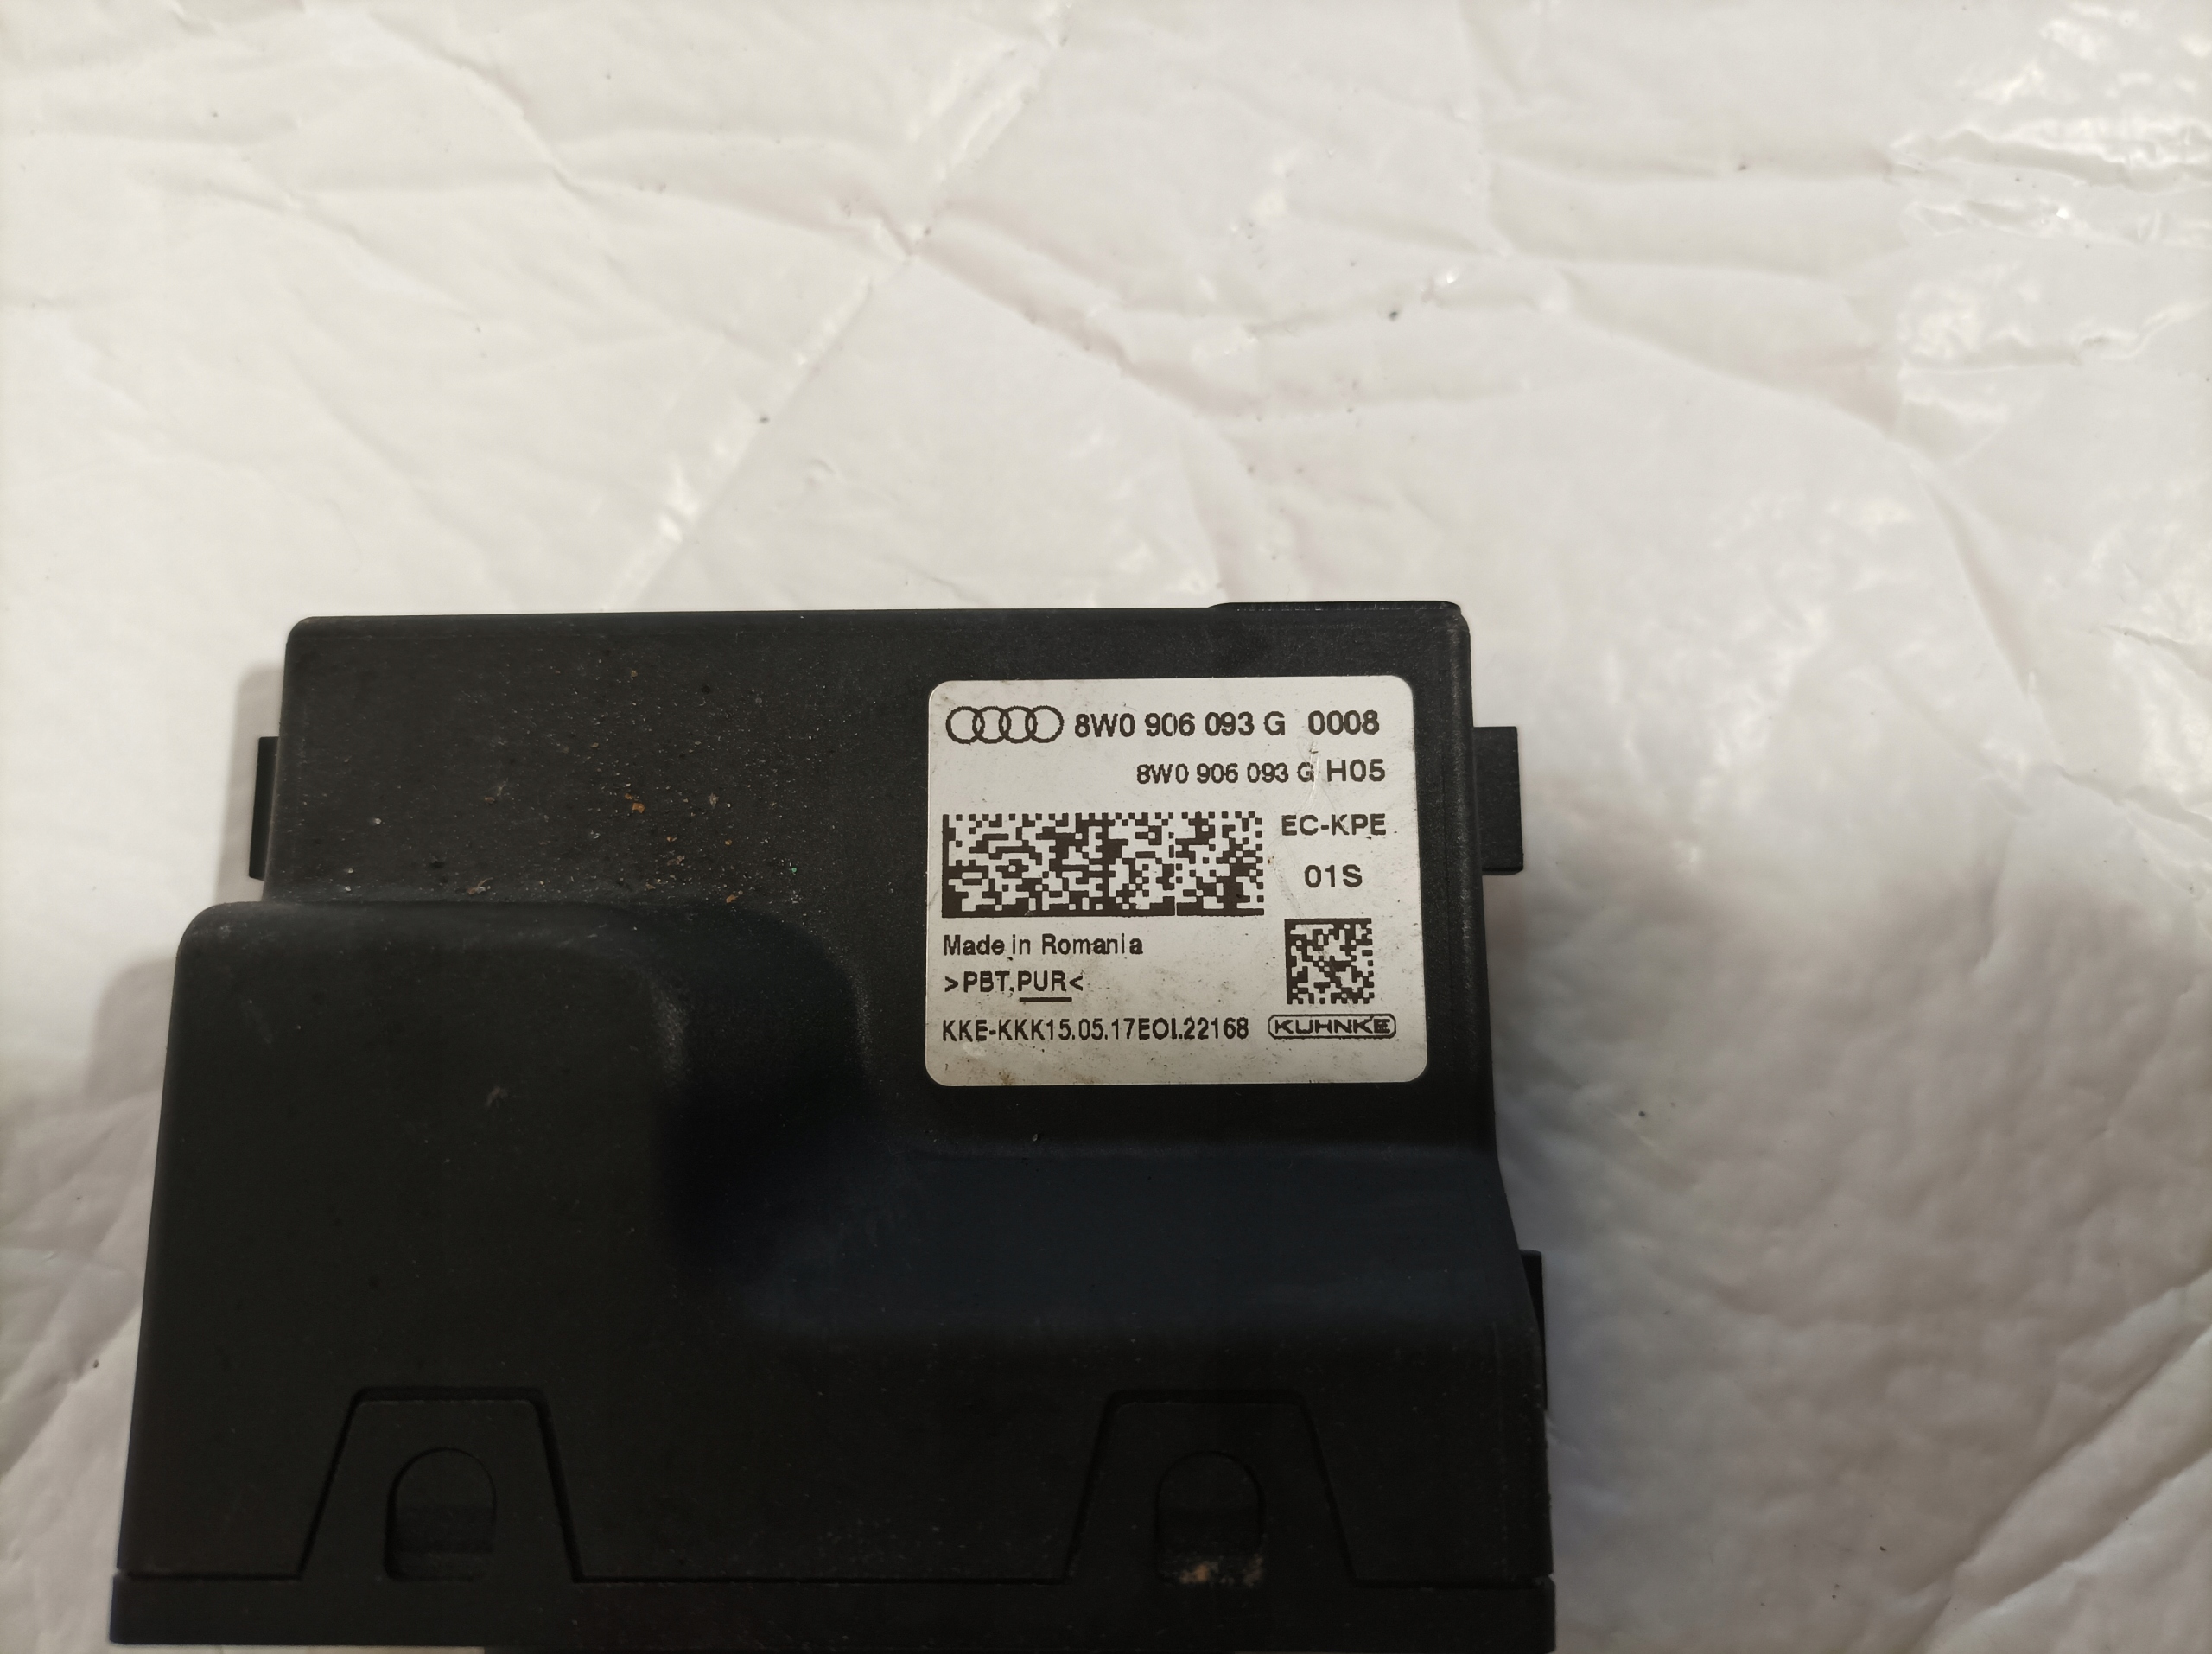 8W0 906 093 G 0008
8W0 906 093 G H05
EC-KPE
01S
Made in Romania
>PBT,PUR<
KKE-KKK15.05.17EOI.22168 KUHNKE